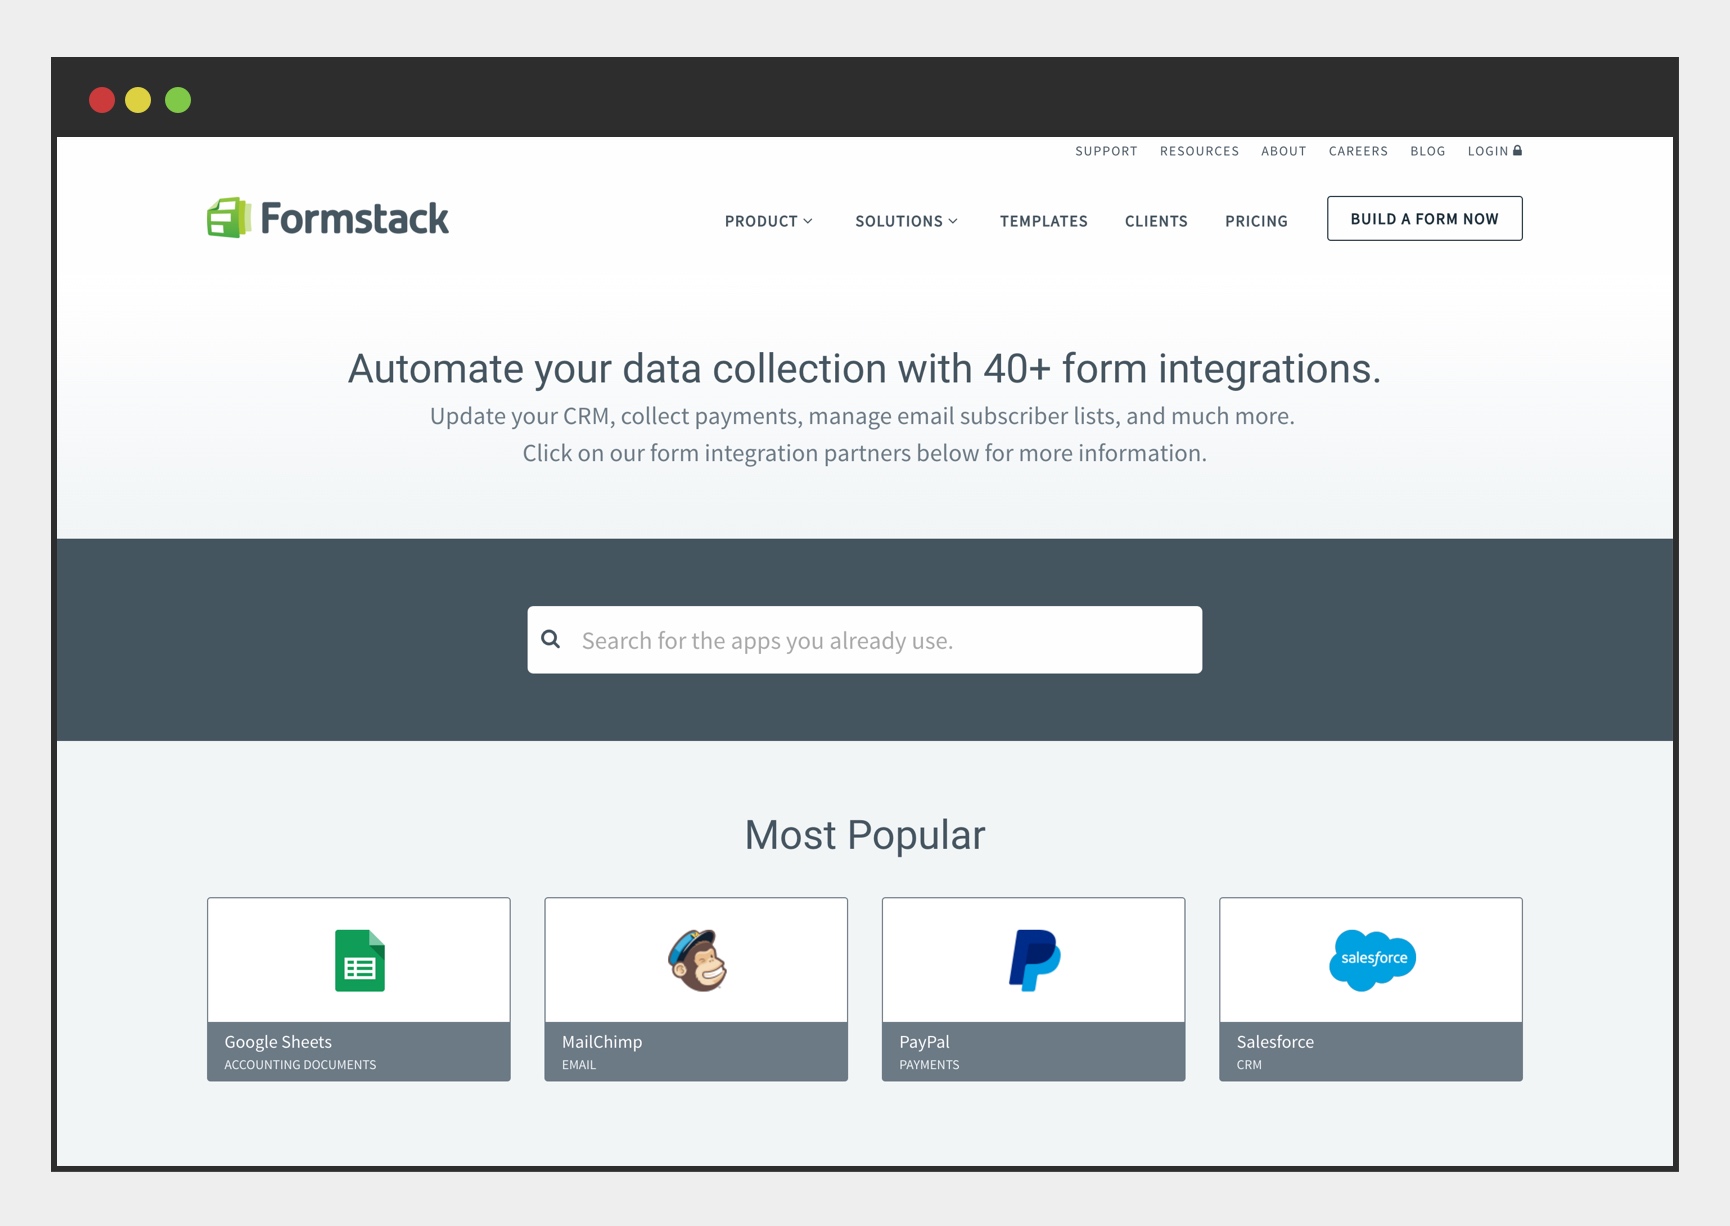 SUPPORT RESOURCES ABOUT CAREERS BLOG LOGIN
Formstack
PRODUCT SOLUTIONS TEMPLATES CLIENTS PRICING BUILD A FORM NOW
Automate your data collection with 40+ form integrations.
Update your CRM, collect payments, manage email subscriber lists, and much more.
Click on our form integration partners below for more information.
Search for the apps you already use.
Most Popular
salesforce
Google Sheets
ACCOUNTING DOCUMENTS
MailChimp
EMAIL
PayPal
PAYMENTS
Salesforce
CRM